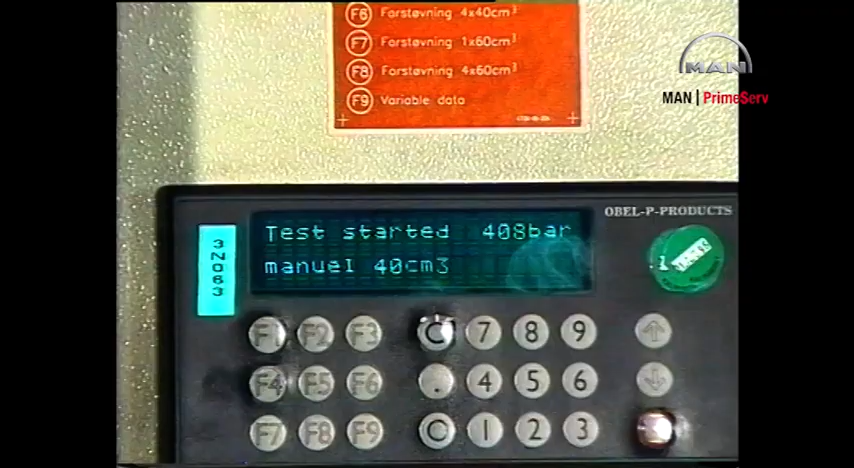 F6 Forstøvning 4x40cm³
F7 Forstøvning 1x60cm³
F8 Forstøvning 4x60cm³
F9 Variable data
MAN
MAN | PrimeServ
OBEL-P-PRODUCTS
3N063
Test started 408bar
manuel 40cm3
F1 F2 F3 C 7 8 9
F4 F5 F6 . 4 5 6
F7 F8 F9 0 1 2 3